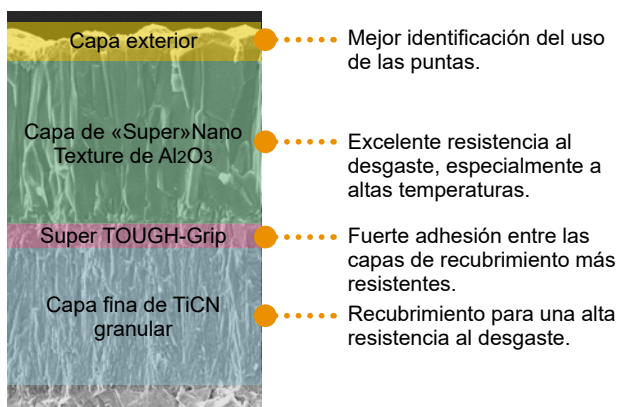 Capa exterior
Mejor identificación del uso
de las puntas.
Capa de «Super»Nano
Texture de Al2O3
Excelente resistencia al
desgaste, especialmente a
altas temperaturas.
Super TOUGH-Grip
Fuerte adhesión entre las
capas de recubrimiento más
resistentes.
Capa fina de TiCN
granular
Recubrimiento para una alta
resistencia al desgaste.